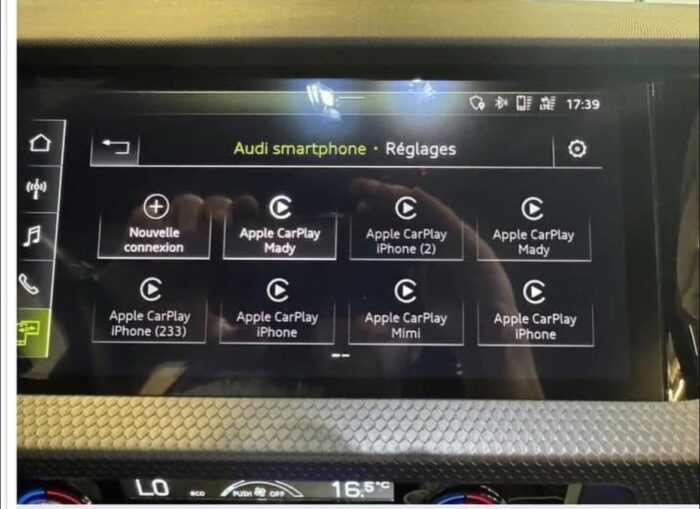 17:39
Audi smartphone · Réglages
Nouvelle
connexion
Apple CarPlay
Mady
Apple CarPlay
iPhone (2)
Apple CarPlay
Mady
Apple CarPlay
iPhone (233)
Apple CarPlay
iPhone
Apple CarPlay
Mimi
Apple CarPlay
iPhone
LO
eco
PUSH OFF
16.5°C